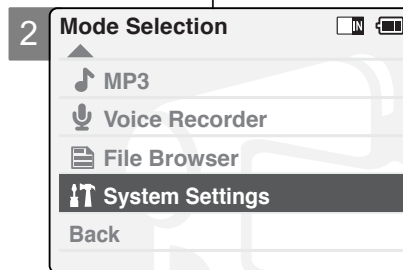 2
Mode Selection
IN
MP3
Voice Recorder
File Browser
System Settings
Back